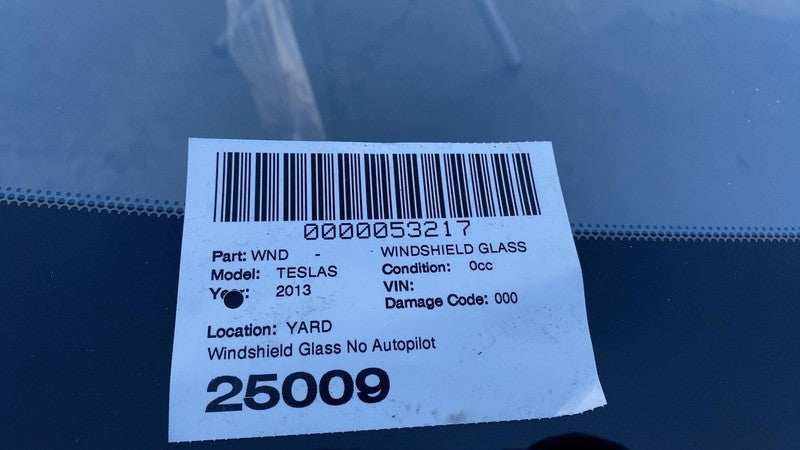 0000053217
Part: WND - - WINDSHIELD GLASS
Model: TESLAS Condition: 0cc
Year: 2013 VIN:
Damage Code: 000
Location: YARD
Windshield Glass No Autopilot
25009